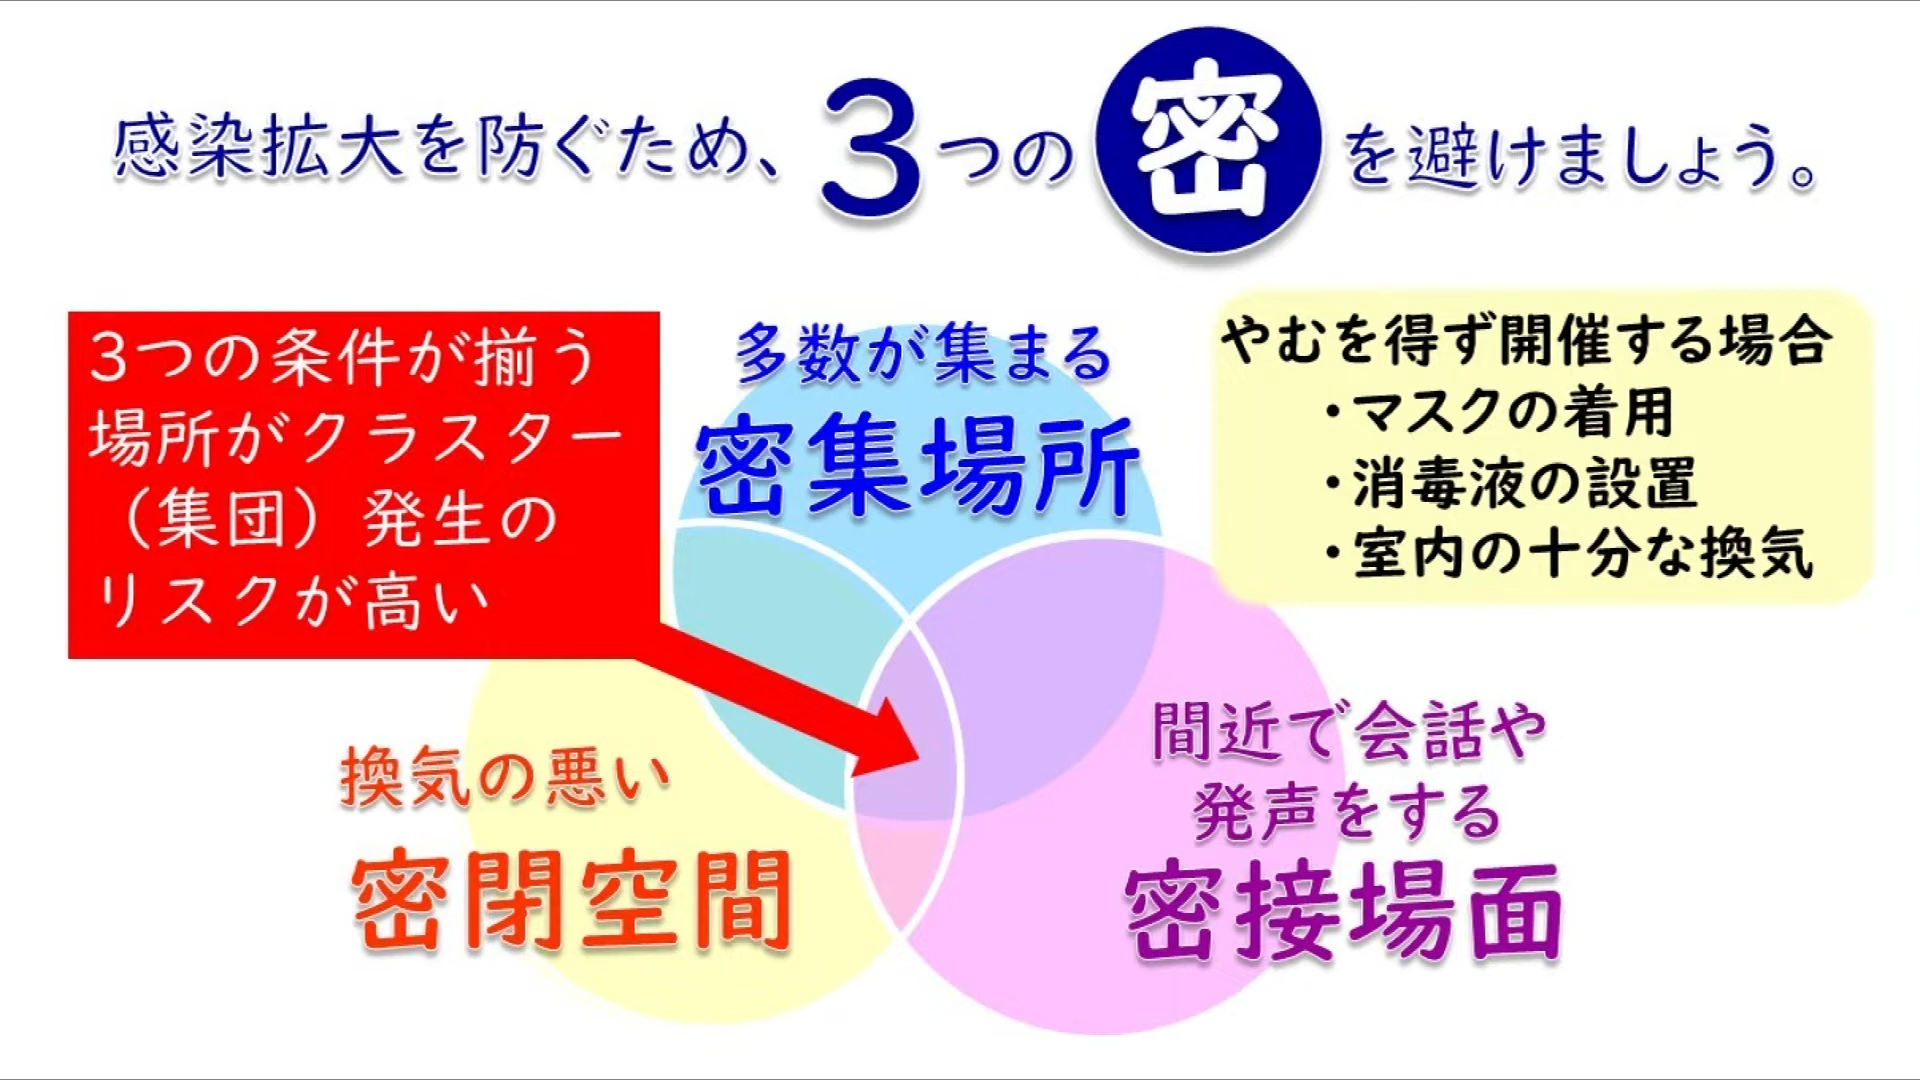 感染拡大を防ぐため、3つの密を避けましょう。
3つの条件が揃う
場所がクラスター
（集団）発生の
リスクが高い
多数が集まる
密集場所
やむを得ず開催する場合
・マスクの着用
・消毒液の設置
・室内の十分な換気
換気の悪い
密閉空間
間近で会話や
発声をする
密接場面